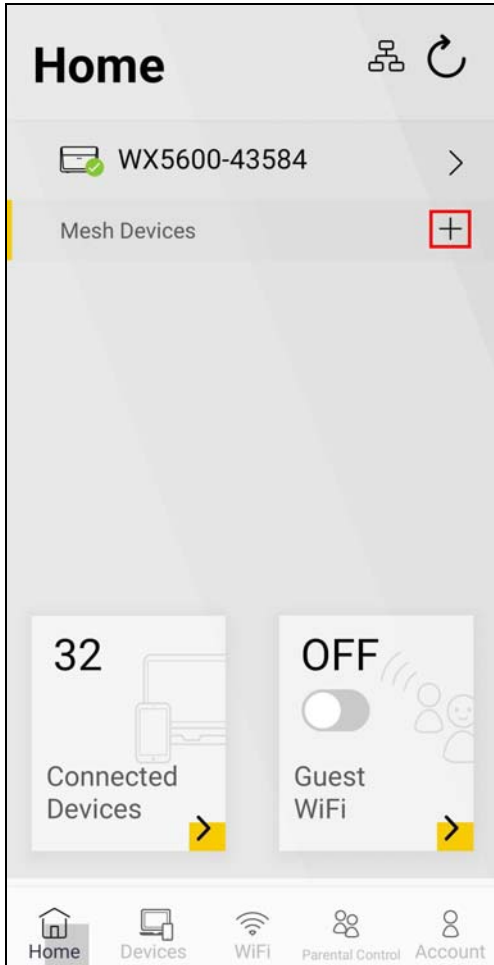 Home
WX5600-43584
Mesh Devices
32
Connected
Devices
OFF
Guest
WiFi
Home Devices WiFi Parental Control Account